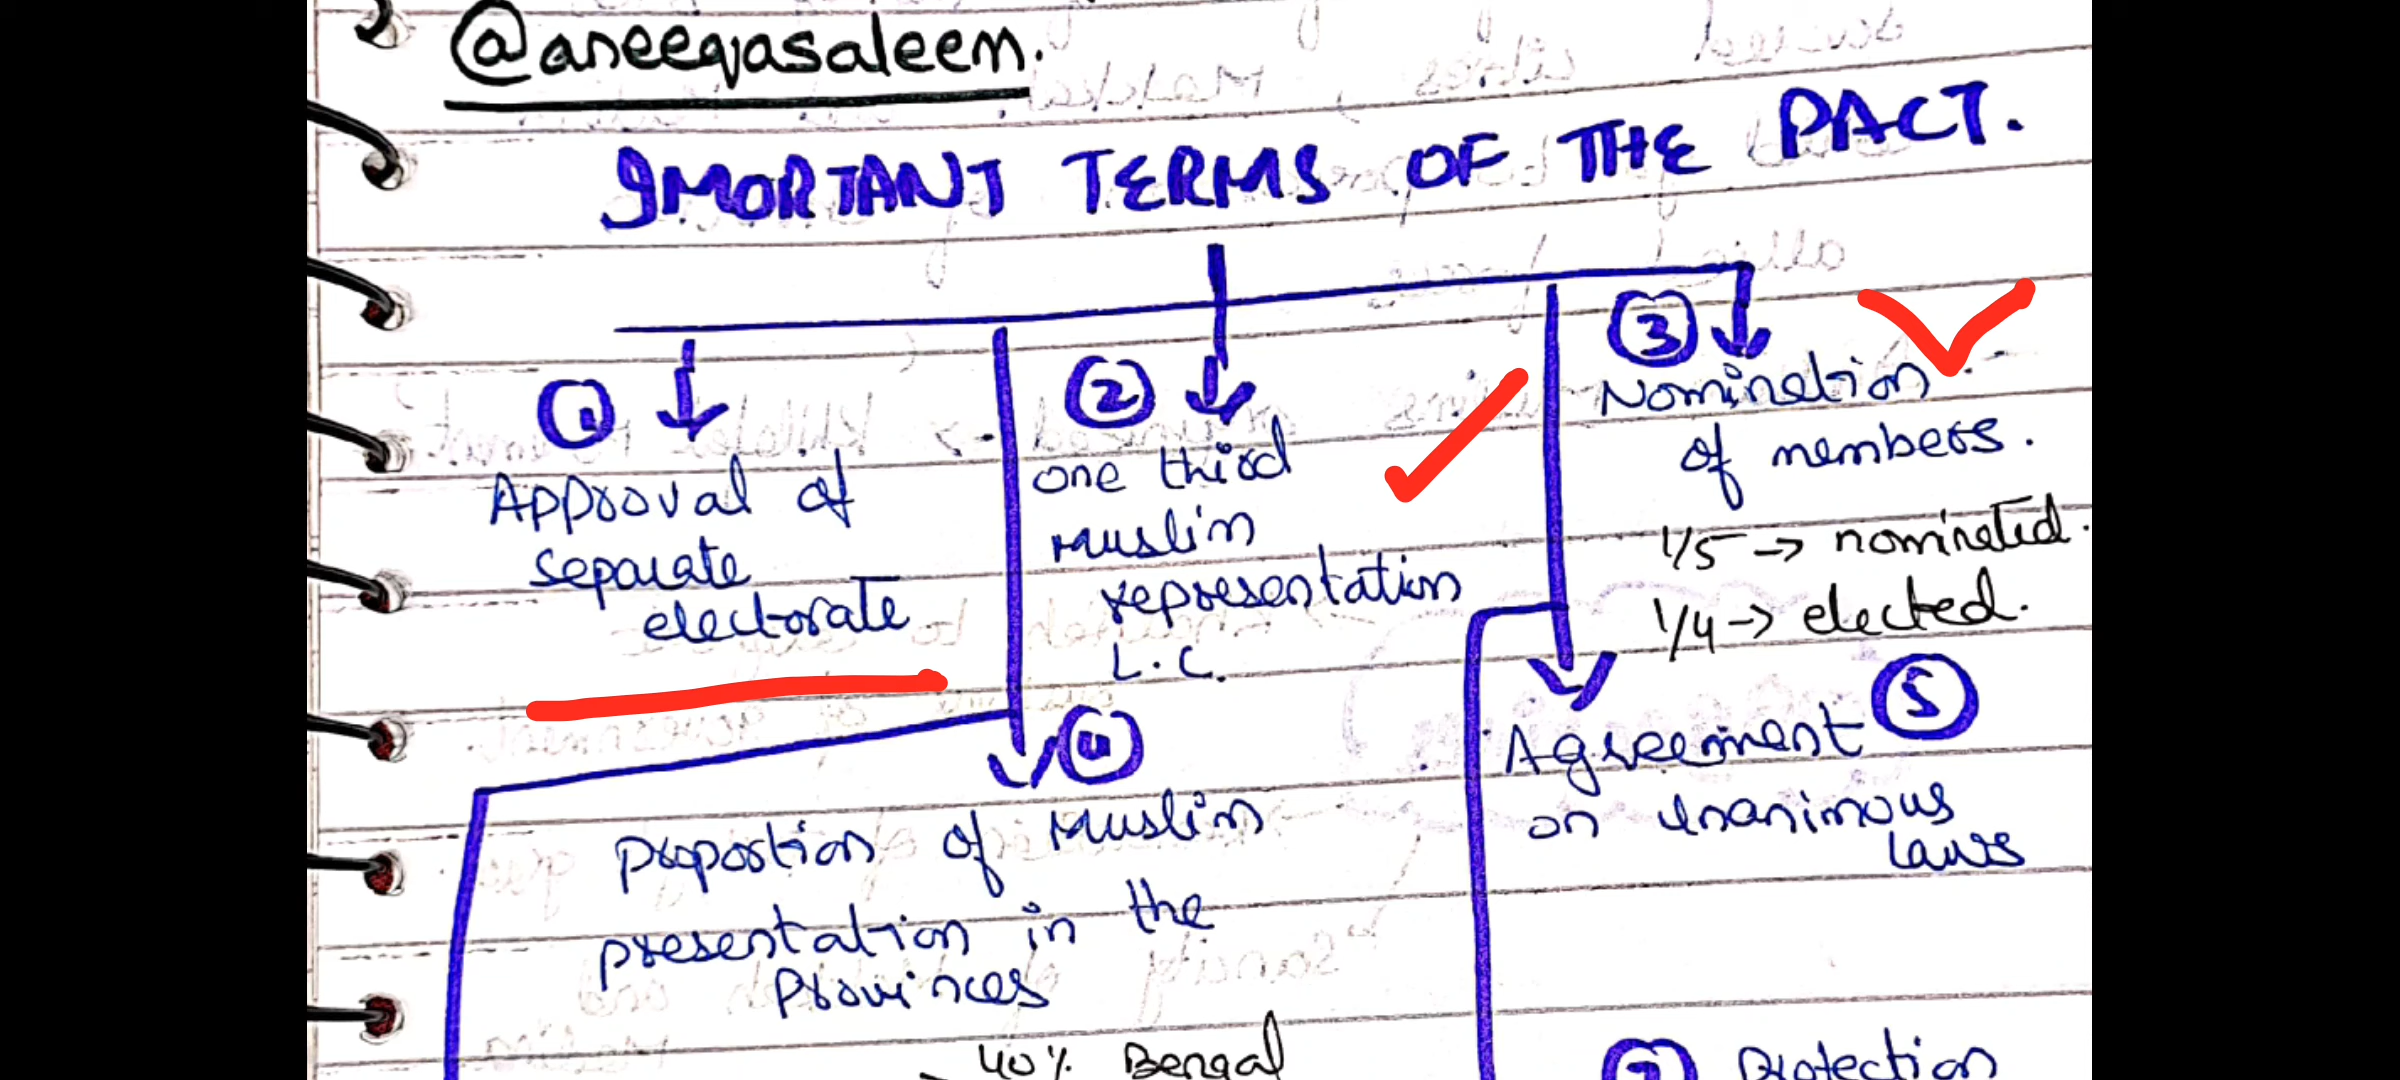 @aneeqasaleem.
IMORTANT TERMS OF THE PACT.
①
Approval of
separate
electorate
②
one third
Muslim
representation
L.C.
③
Nomination
of members.
1/5 → nominated.
1/4 → elected.
④
Proportion of Muslim
presentation in the
Provinces
40% Bengal
⑤
Agreement
on unanimous
laws
⑦ Protection